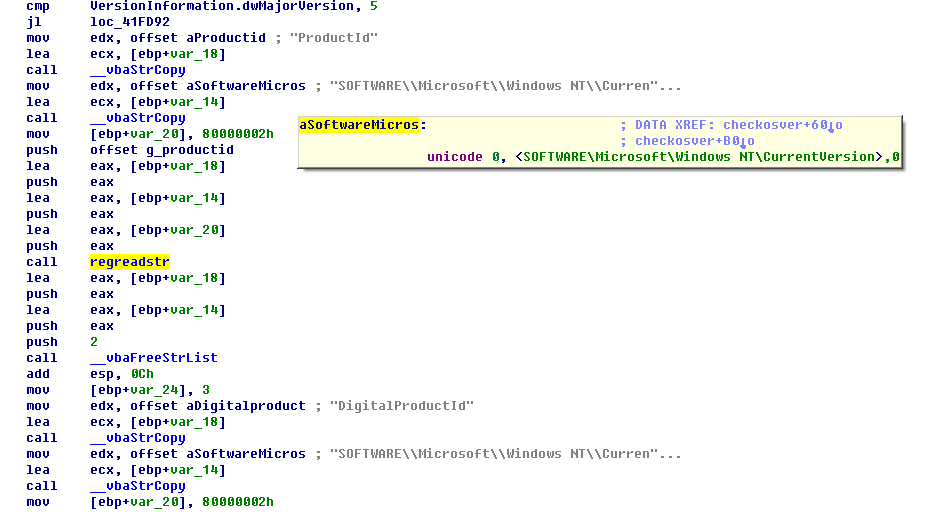 cmp VersionInformation.dwMajorVersion, 5
jl loc_41FD92
mov edx, offset aProductid ; "ProductId"
lea ecx, [ebp+var_18]
call __vbaStrCopy
mov edx, offset aSoftwareMicros ; "SOFTWARE\\Microsoft\\Windows NT\\Curren"...
lea ecx, [ebp+var_14]
call __vbaStrCopy
mov [ebp+var_20], 80000002h
push offset g_productid
lea eax, [ebp+var_18]
push eax
lea eax, [ebp+var_14]
push eax
lea eax, [ebp+var_20]
push eax
call regreadstr
lea eax, [ebp+var_18]
push eax
lea eax, [ebp+var_14]
push eax
push 2
call __vbaFreeStrList
add esp, 0Ch
mov [ebp+var_24], 3
mov edx, offset aDigitalproduct ; "DigitalProductId"
lea ecx, [ebp+var_18]
call __vbaStrCopy
mov edx, offset aSoftwareMicros ; "SOFTWARE\\Microsoft\\Windows NT\\Curren"...
lea ecx, [ebp+var_14]
call __vbaStrCopy
mov [ebp+var_20], 80000002h
aSoftwareMicros: ; DATA XREF: checkosver+60↓o
; checkosver+B0↓o
unicode 0, <SOFTWARE\Microsoft\Windows NT\CurrentVersion>,0